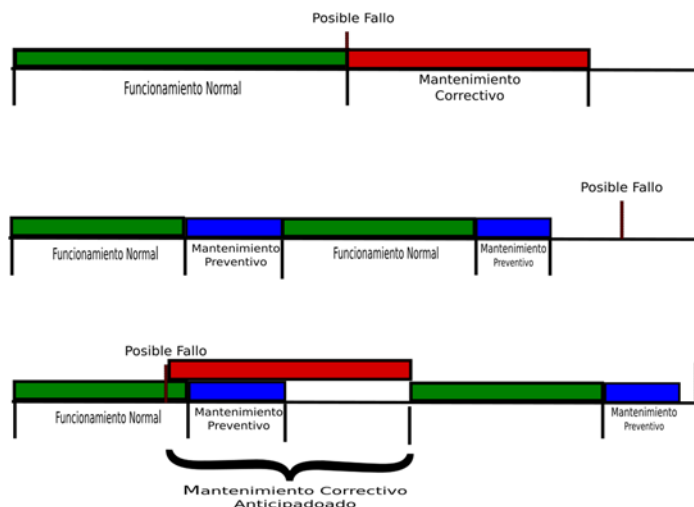 Posible Fallo
Funcionamiento Normal
Mantenimiento
Correctivo
Posible Fallo
Funcionamiento Normal
Mantenimiento
Preventivo
Funcionamiento Normal
Mantenimiento
Preventivo
Posible Fallo
Funcionamiento Normal
Mantenimiento
Preventivo
Mantenimiento
Preventivo
Mantenimiento Correctivo
Anticipadoado